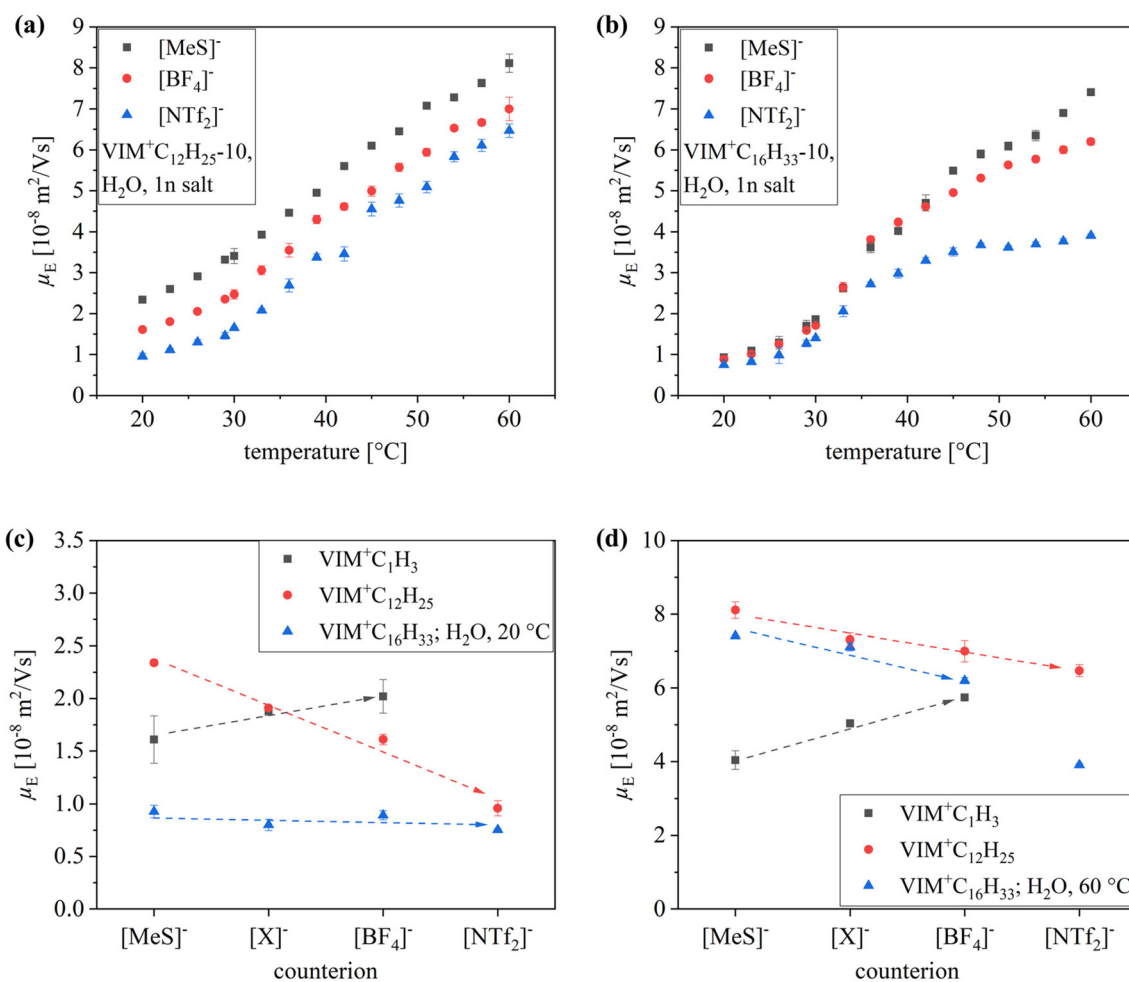 (a)
9
8
7
6
5
4
3
2
1
0
μE [10-8 m2/Vs]
[MeS]-
[BF4]-
[NTf2]-
VIM+C12H25-10,
H2O, 1n salt
20 30 40 50 60
temperature [°C]
(b)
9
8
7
6
5
4
3
2
1
0
μE [10-8 m2/Vs]
[MeS]-
[BF4]-
[NTf2]-
VIM+C16H33-10,
H2O, 1n salt
20 30 40 50 60
temperature [°C]
(c)
3.5
3.0
2.5
2.0
1.5
1.0
0.5
0.0
μE [10-8 m2/Vs]
VIM+C1H3
VIM+C12H25
VIM+C16H33; H2O, 20 °C
[MeS]- [X]- [BF4]- [NTf2]-
counterion
(d)
10
8
6
4
2
0
μE [10-8 m2/Vs]
VIM+C1H3
VIM+C12H25
VIM+C16H33; H2O, 60 °C
[MeS]- [X]- [BF4]- [NTf2]-
counterion